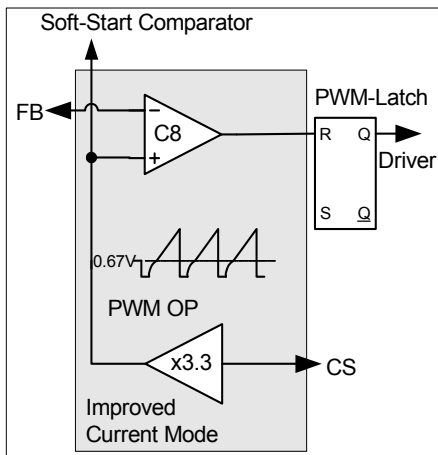 Soft-Start Comparator
FB
C8
PWM-Latch
R Q
Driver
S Q
0.67V
PWM OP
x3.3
CS
Improved
Current Mode